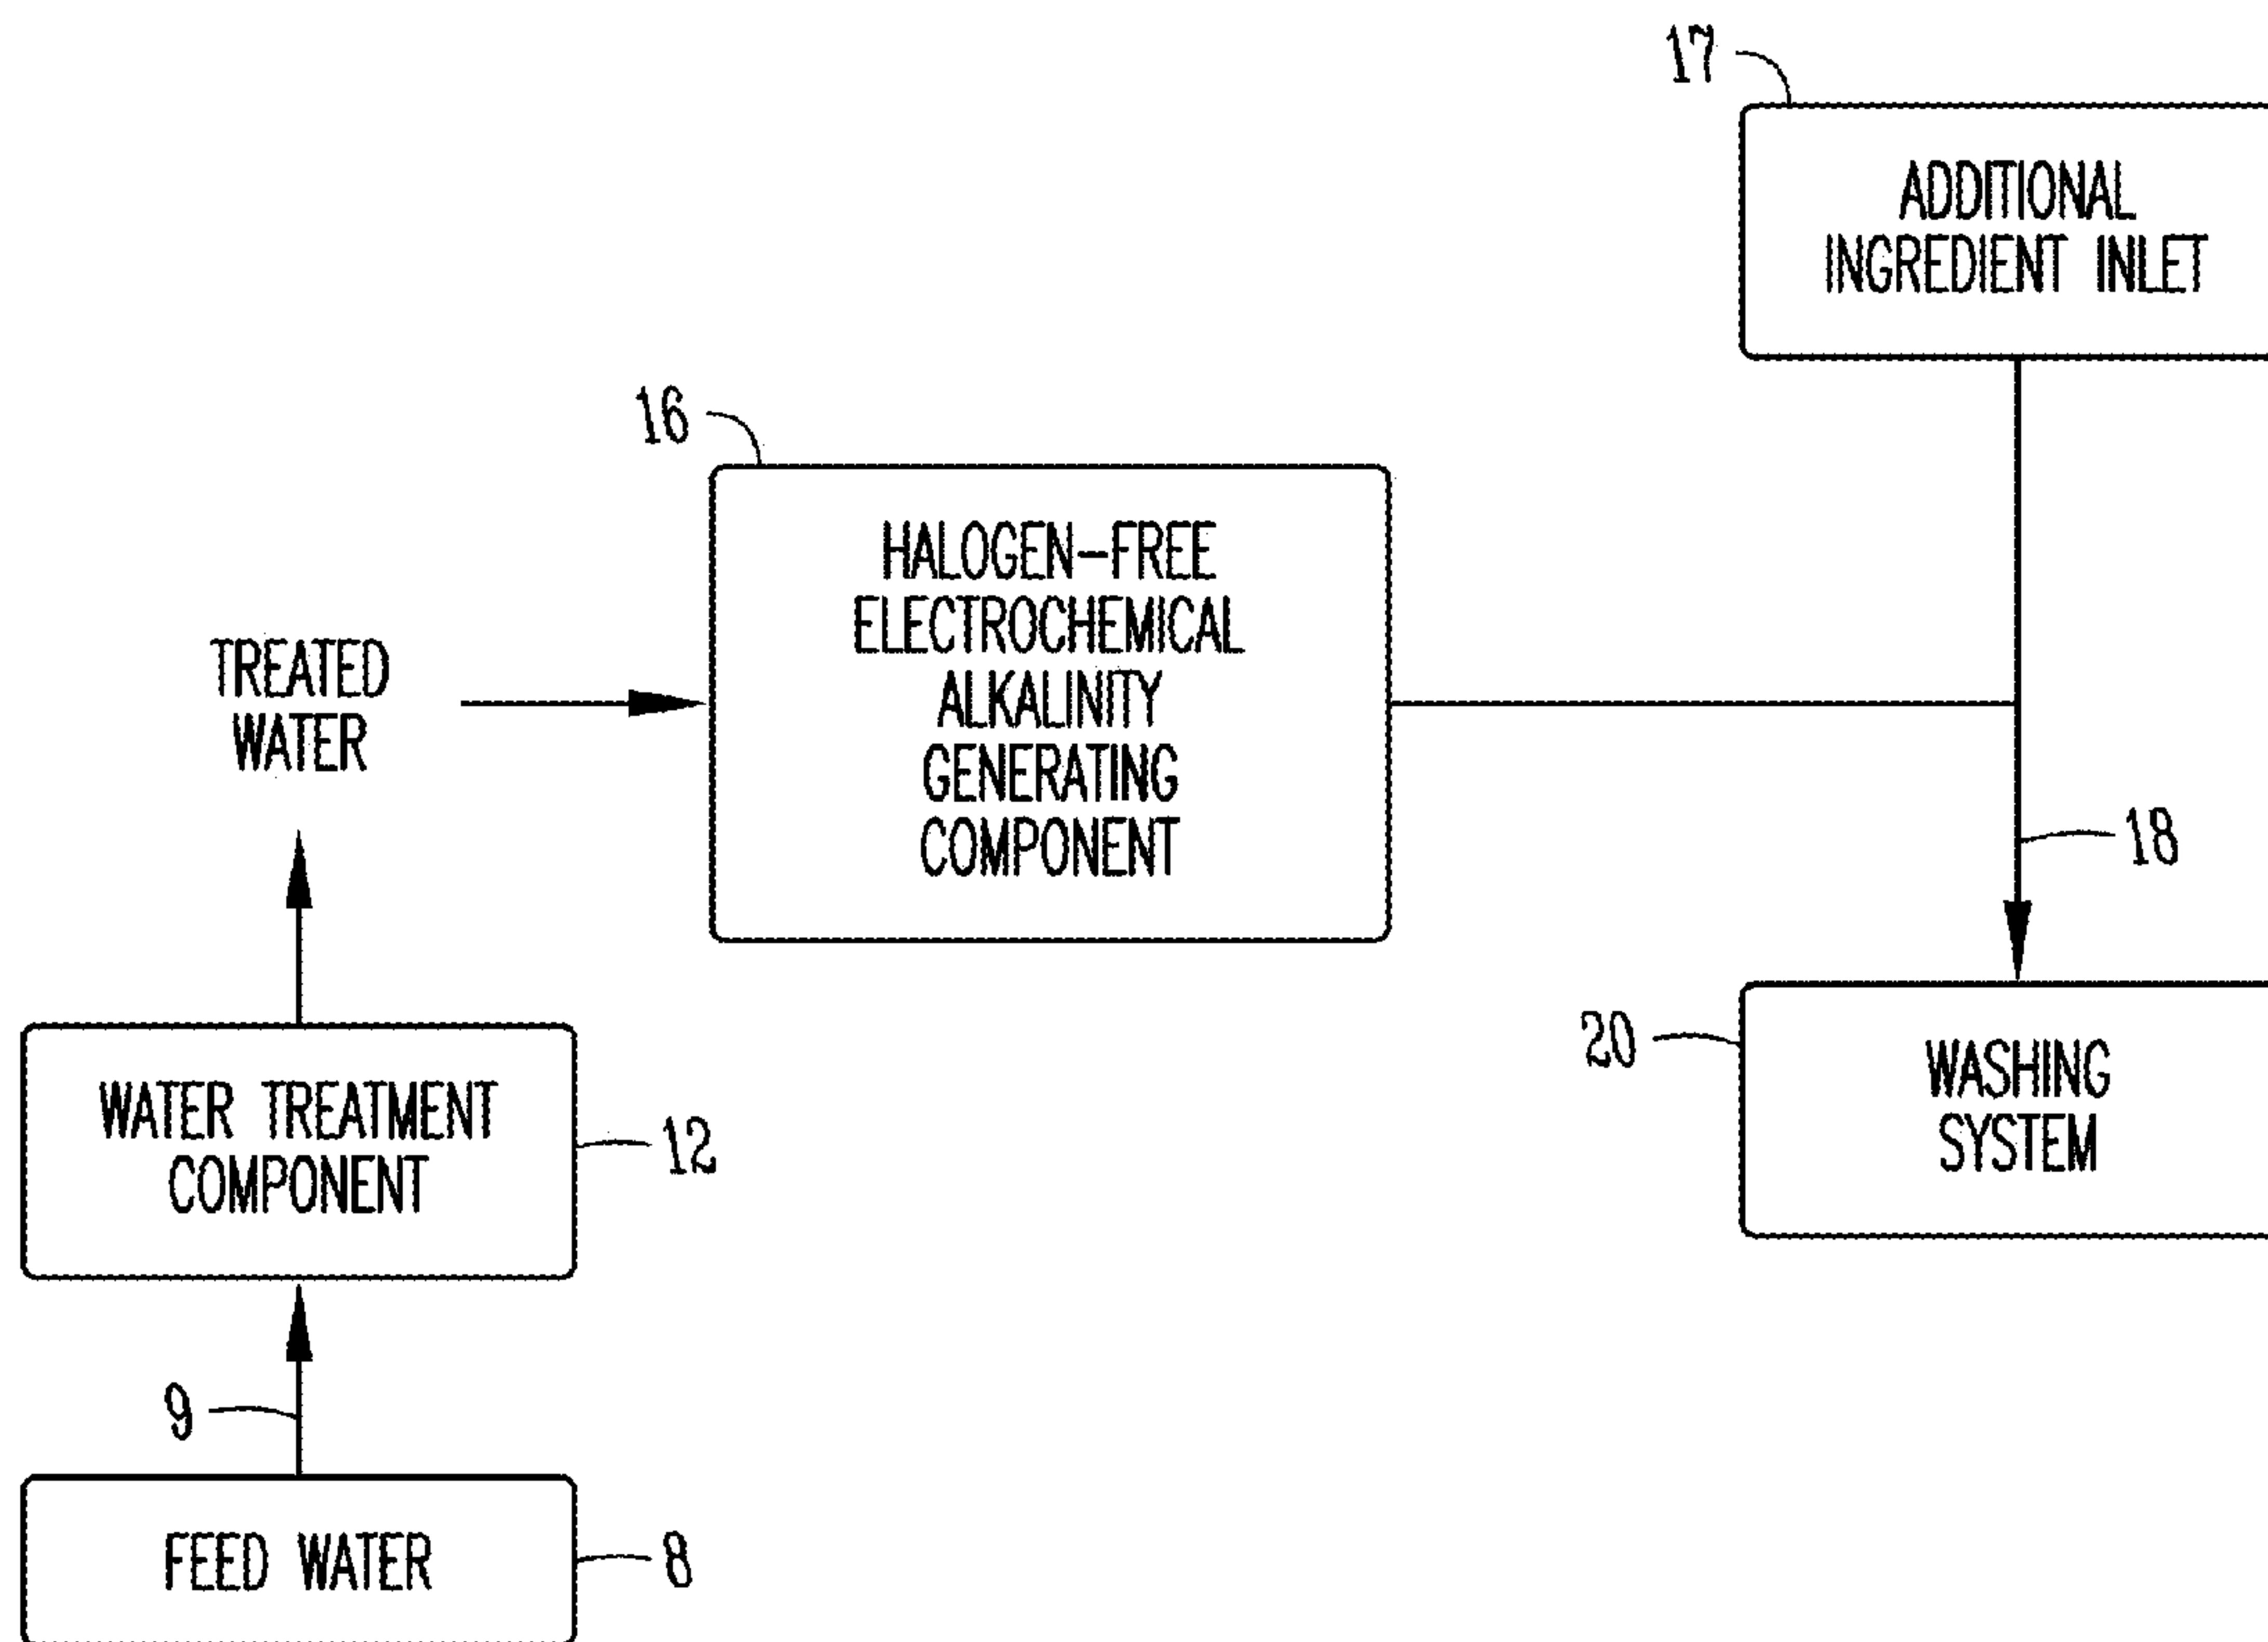 17
ADDITIONAL
INGREDIENT INLET
16
HALOGEN-FREE
ELECTROCHEMICAL
ALKALINITY
GENERATING
COMPONENT
TREATED
WATER
18
20
WASHING
SYSTEM
WATER TREATMENT
COMPONENT
12
9
FEED WATER
8